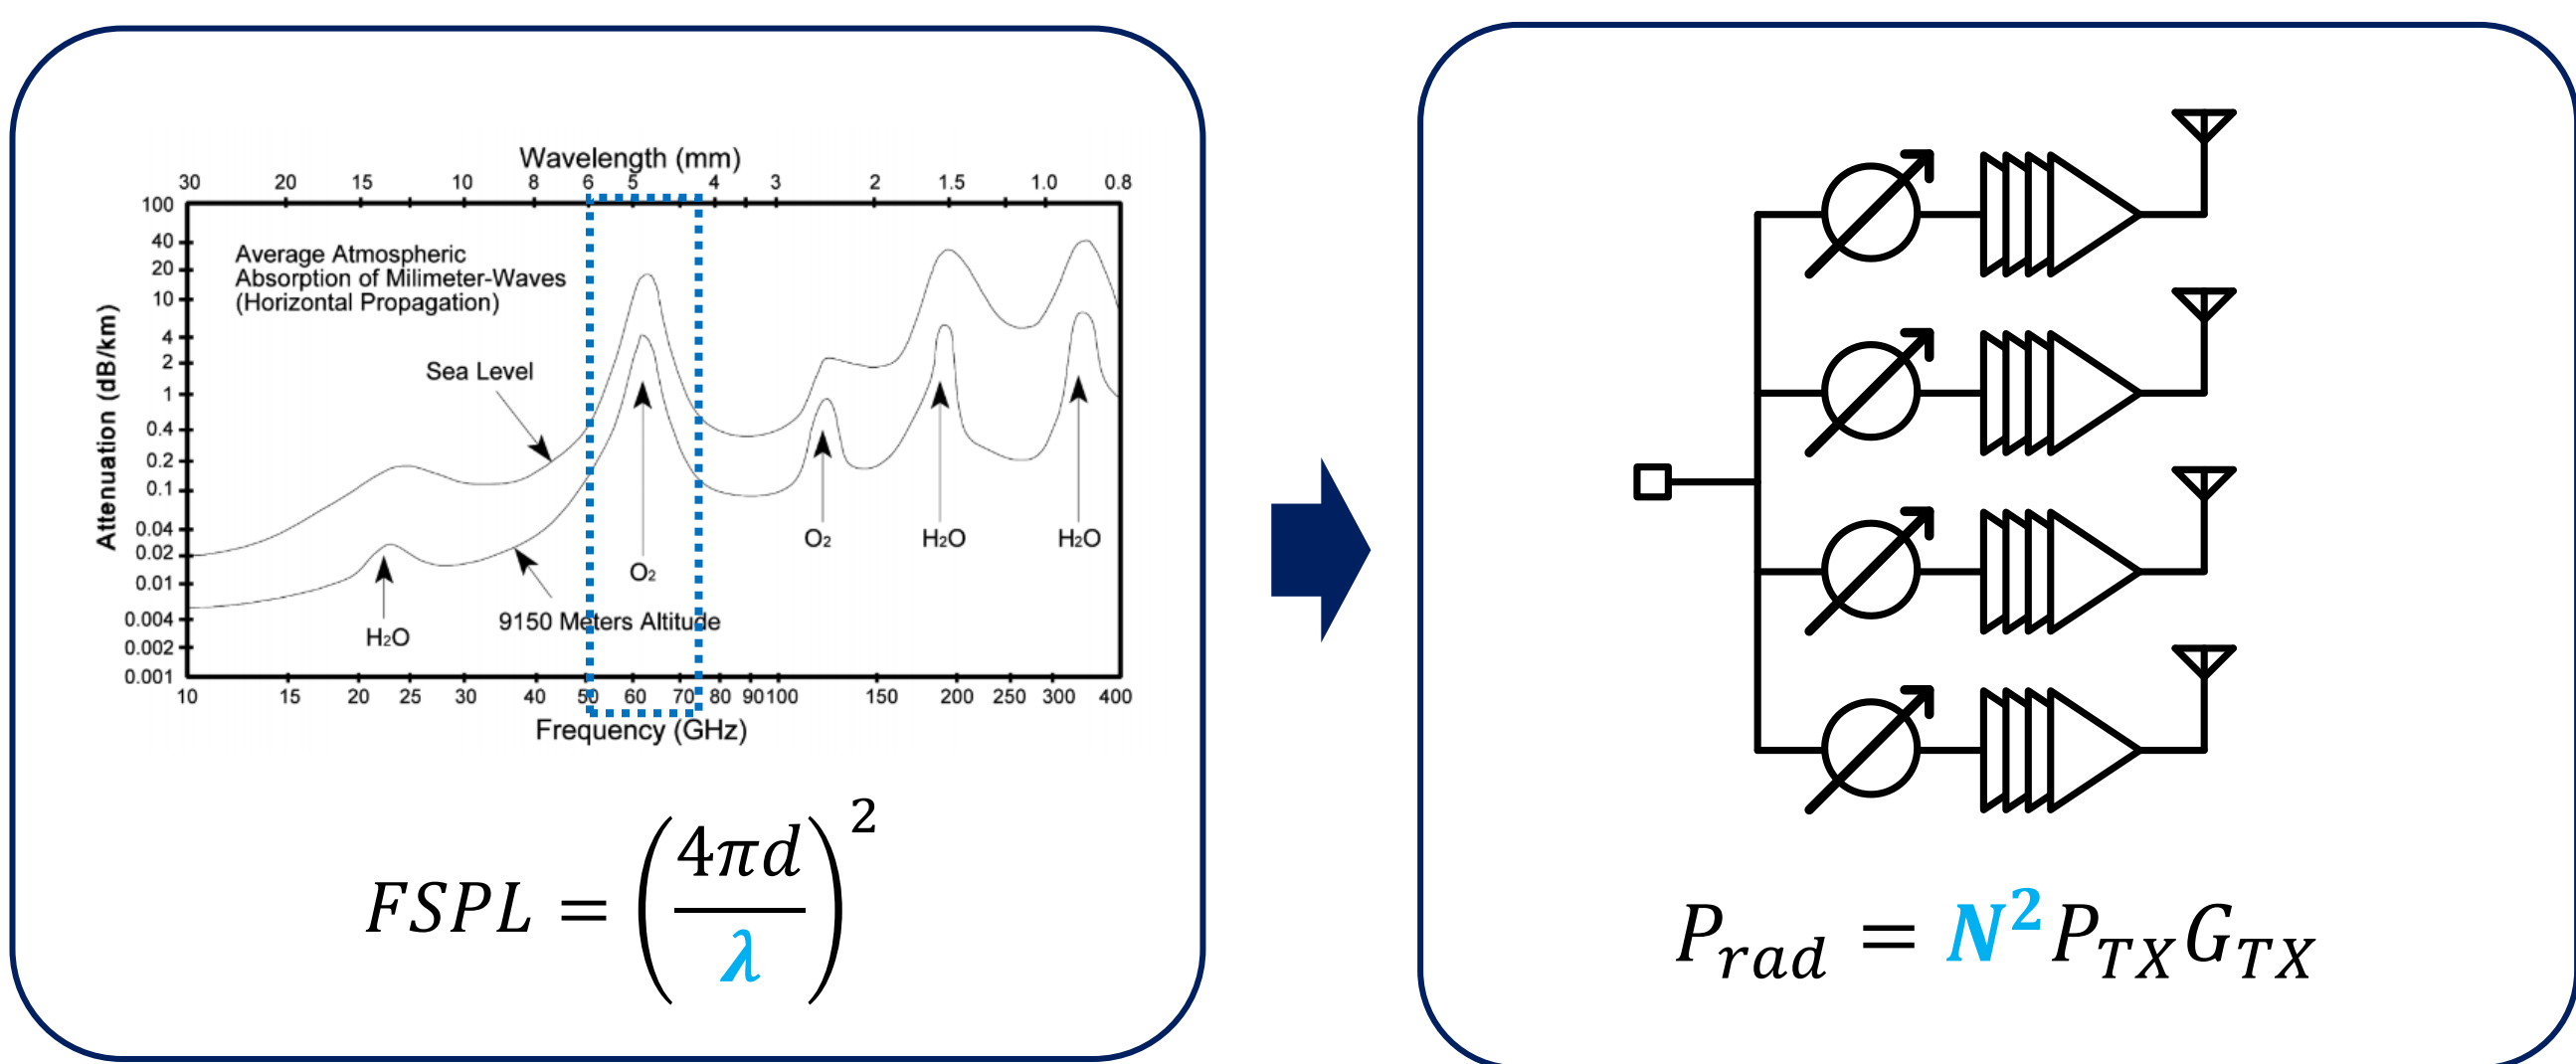 Wavelength (mm)
30 20 15 10 8 6 5 4 3 2 1.5 1.0 0.8
100
40
20
10
4
2
1
0.4
0.2
0.1
0.04
0.02
0.01
0.004
0.002
0.001
Attenuation (dB/km)
Average Atmospheric
Absorption of Milimeter-Waves
(Horizontal Propagation)
Sea Level
O₂ H₂O H₂O
O₂
9150 Meters Altitude
H₂O
10 15 20 25 30 40 50 60 70 80 90 100 150 200 250 300 400
Frequency (GHz)
FSPL = (4πd/λ)²
P_rad = N² P_TX G_TX